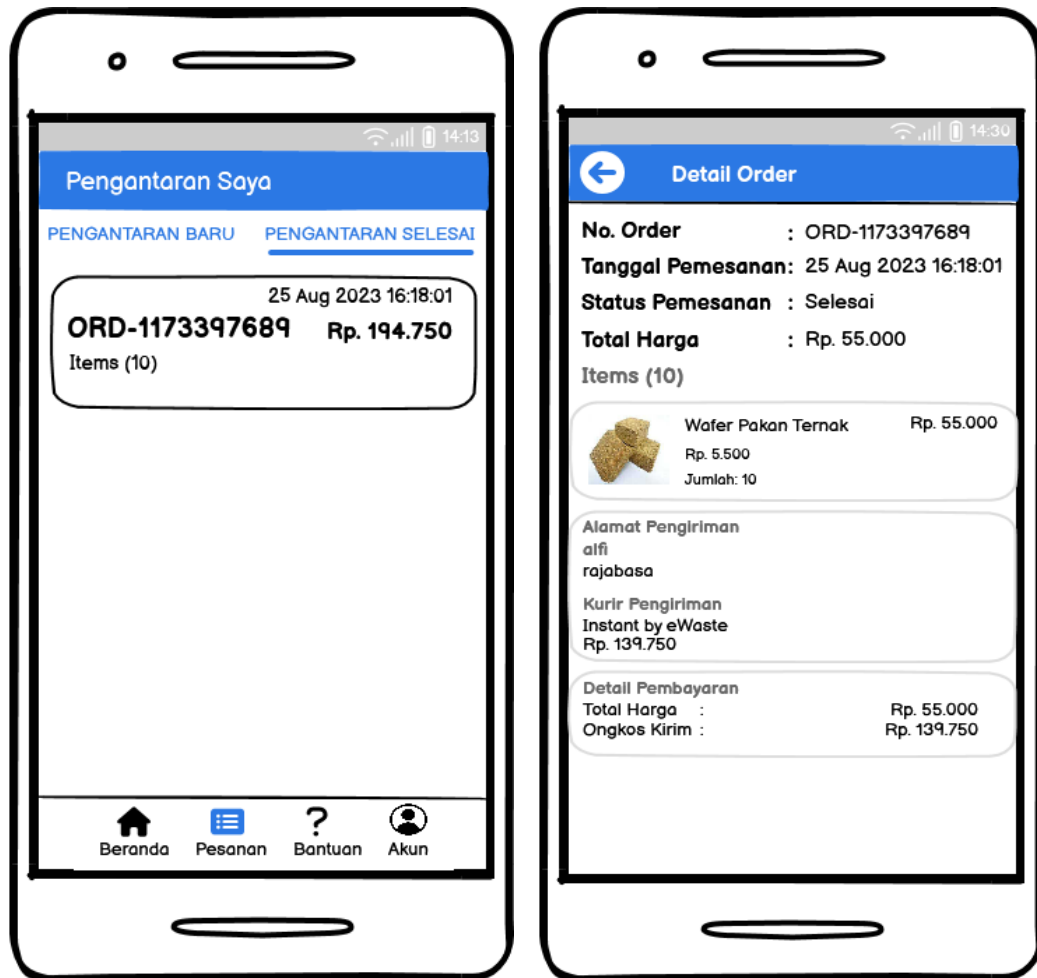 14:13
Pengantaran Saya
PENGANTARAN BARU PENGANTARAN SELESAI
25 Aug 2023 16:18:01
ORD-1173397689 Rp. 194.750
Items (10)
Beranda Pesanan Bantuan Akun
14:30
Detail Order
No. Order : ORD-1173397689
Tanggal Pemesanan: 25 Aug 2023 16:18:01
Status Pemesanan : Selesai
Total Harga : Rp. 55.000
Items (10)
Wafer Pakan Ternak Rp. 55.000
Rp. 5.500
Jumlah: 10
Alamat Pengiriman
alfi
rajabasa
Kurir Pengiriman
Instant by eWaste
Rp. 139.750
Detail Pembayaran
Total Harga : Rp. 55.000
Ongkos Kirim : Rp. 139.750